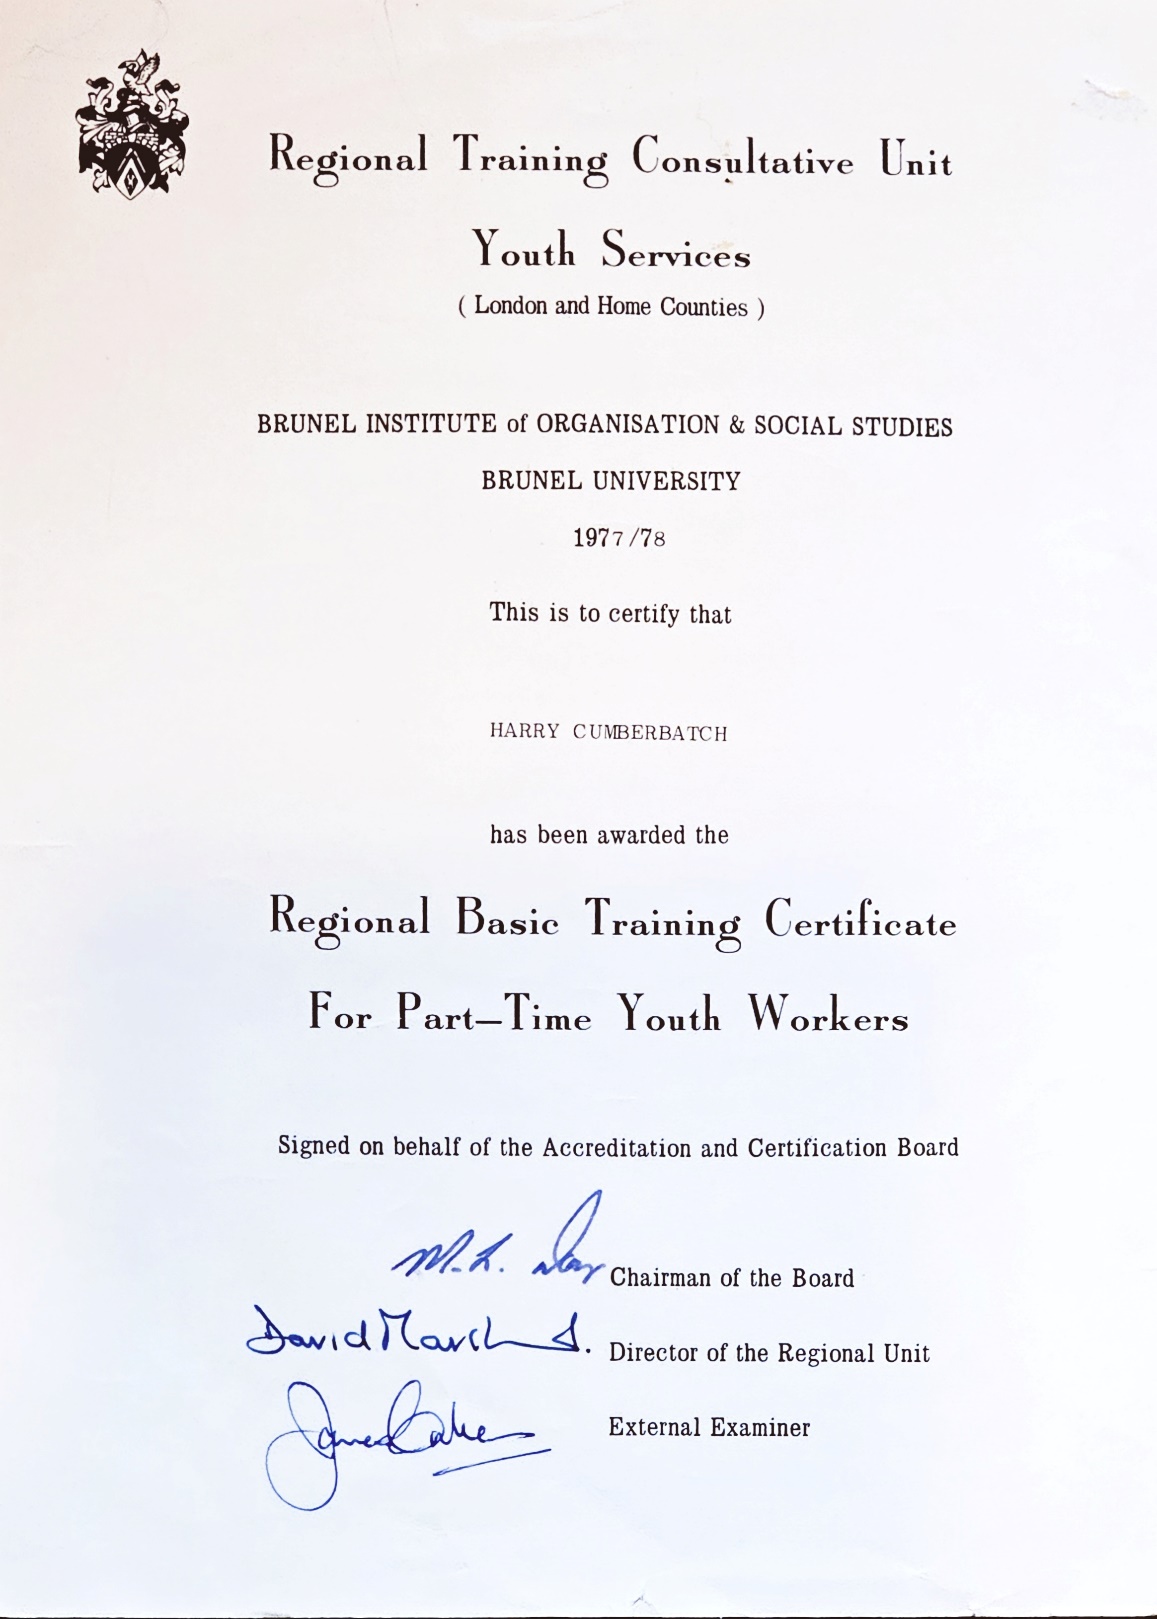 Regional Training Consultative Unit
Youth Services
( London and Home Counties )
BRUNEL INSTITUTE of ORGANISATION & SOCIAL STUDIES
BRUNEL UNIVERSITY
1977/78
This is to certify that
HARRY CUMBERBATCH
has been awarded the
Regional Basic Training Certificate
For Part-Time Youth Workers
Signed on behalf of the Accreditation and Certification Board
M. L. Chairman of the Board
David Director of the Regional Unit
James External Examiner